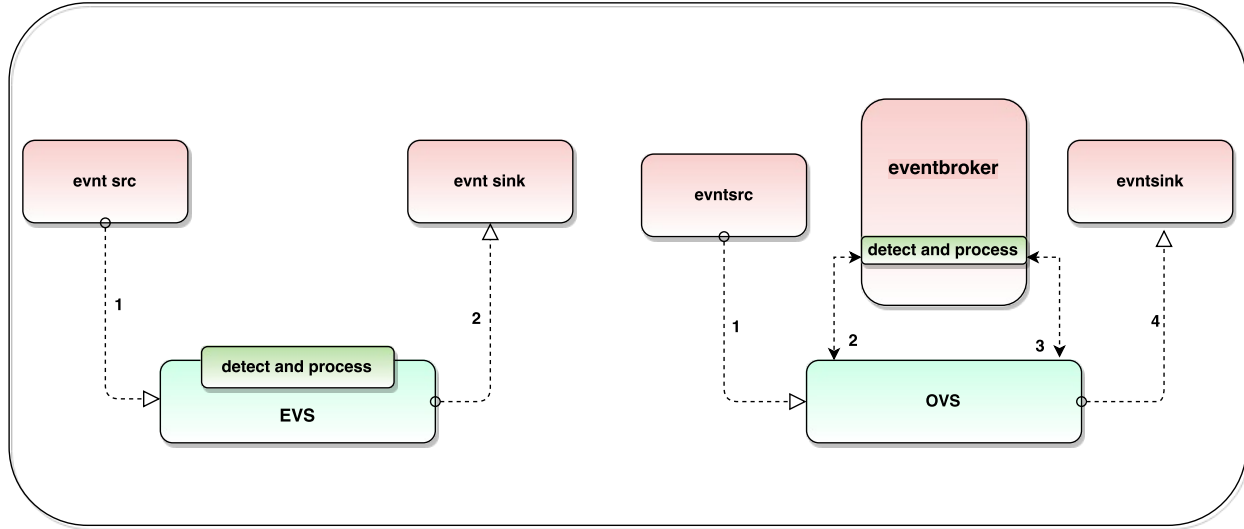 evnt src
evnt sink
1
2
detect and process
EVS
evntsrc
eventbroker
detect and process
evntsink
1
2
3
4
OVS